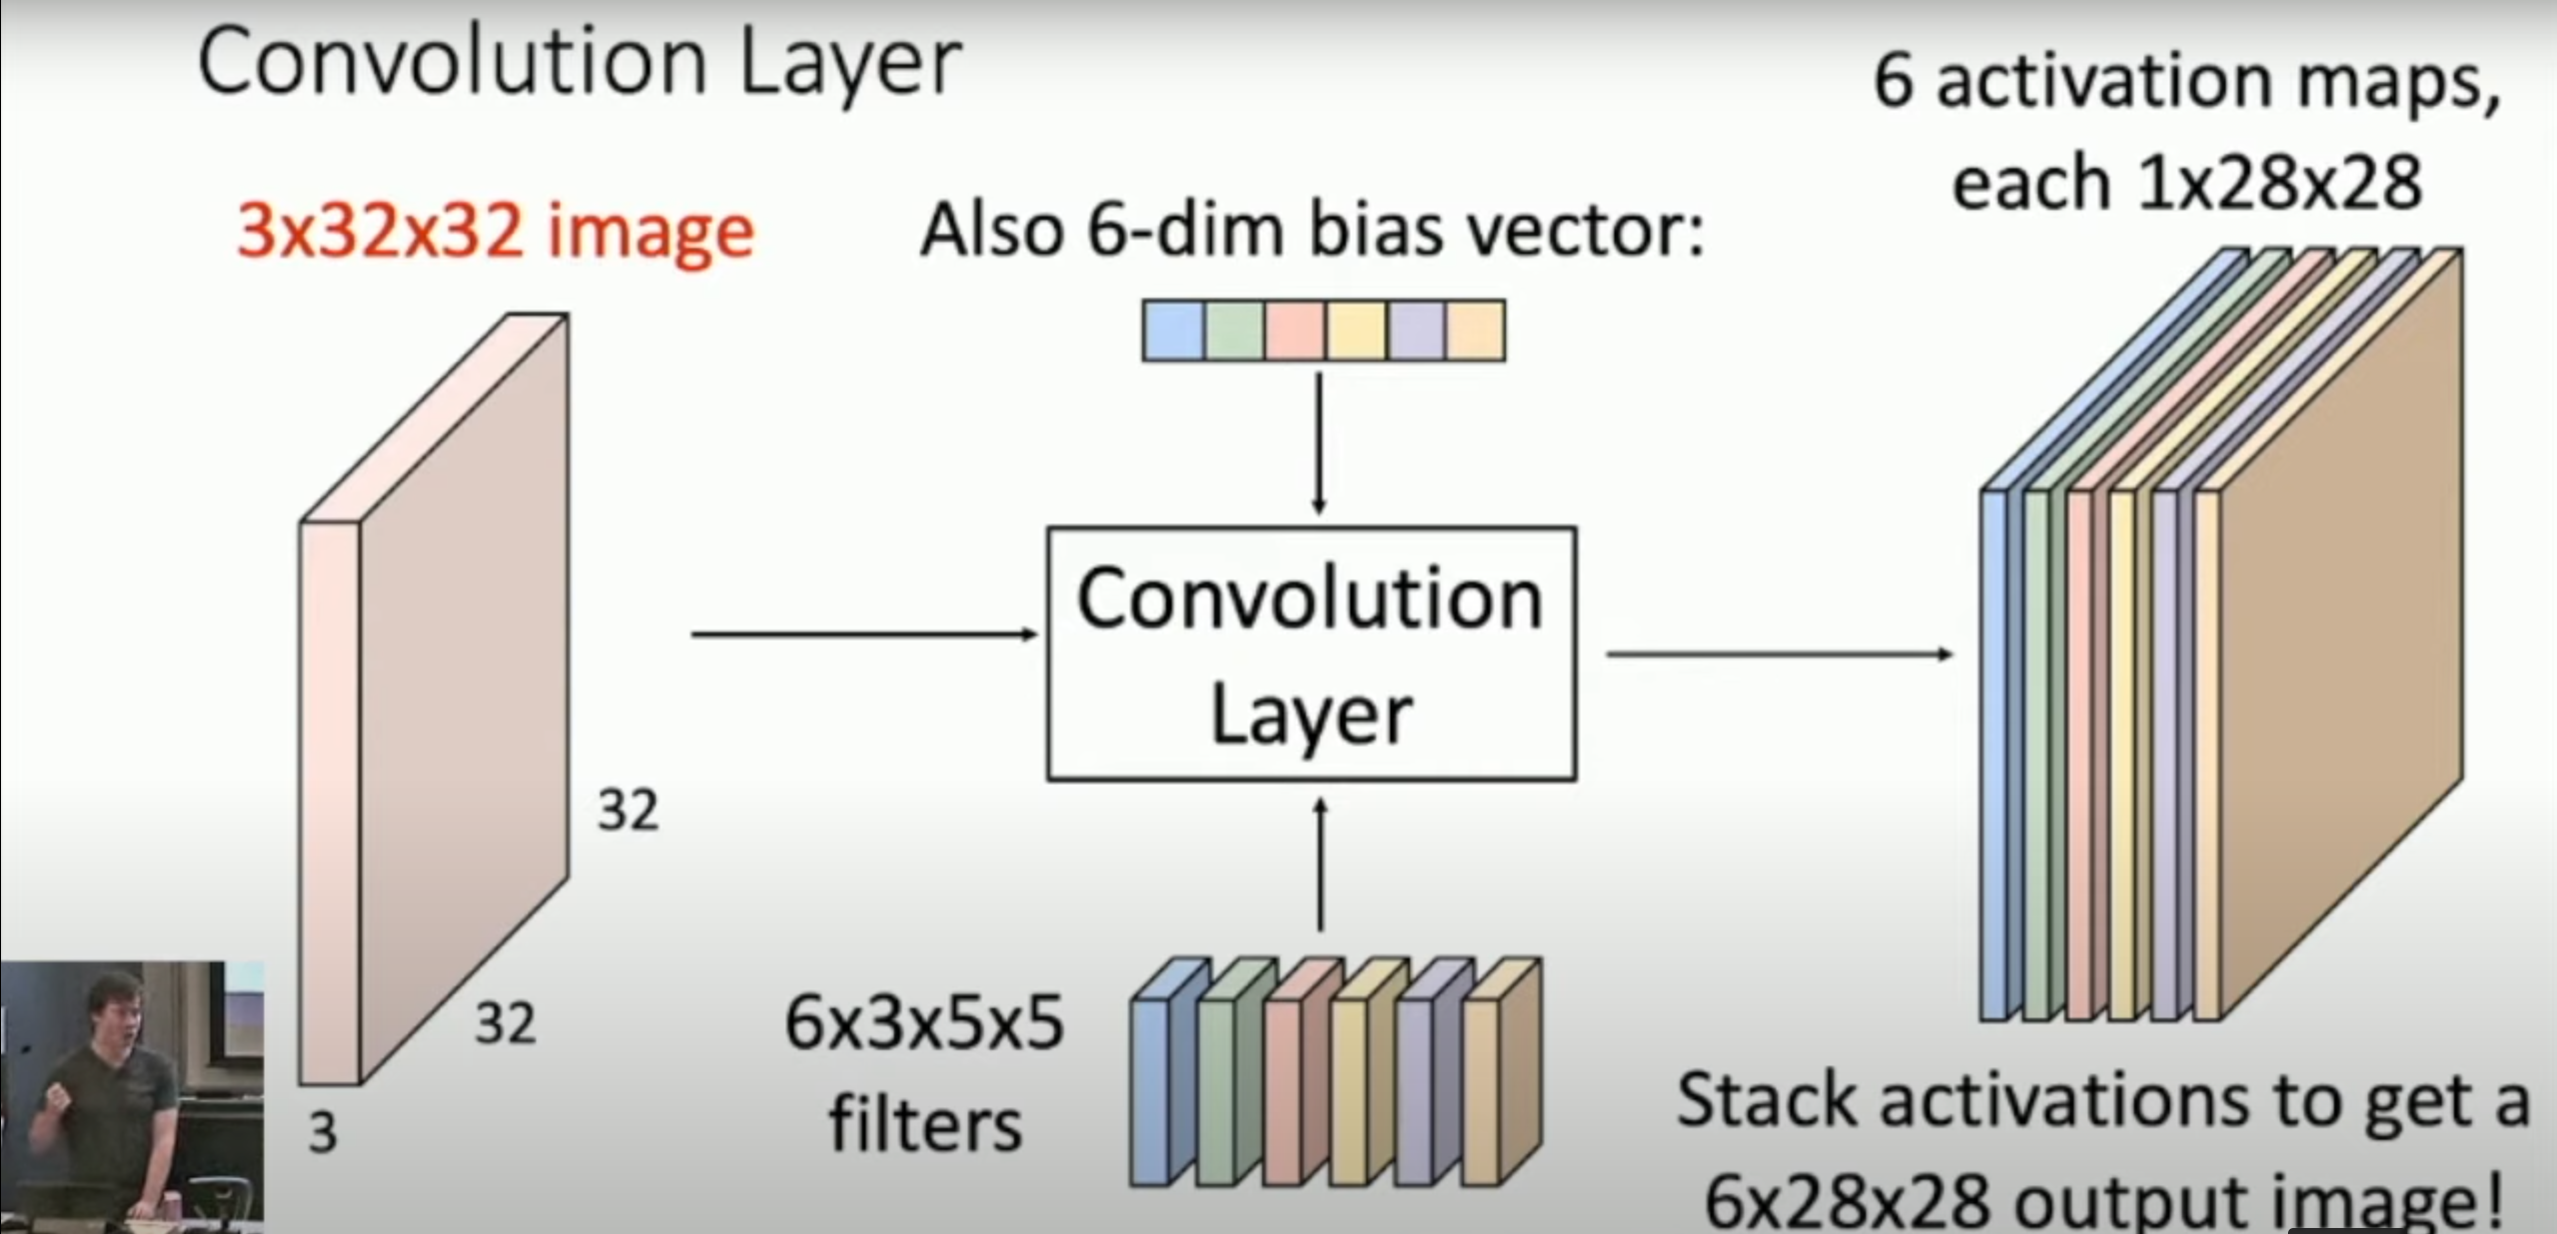 Convolution Layer
3x32x32 image
Also 6-dim bias vector:
6 activation maps,
each 1x28x28
Convolution
Layer
32
32
3
6x3x5x5
filters
Stack activations to get a
6x28x28 output image!